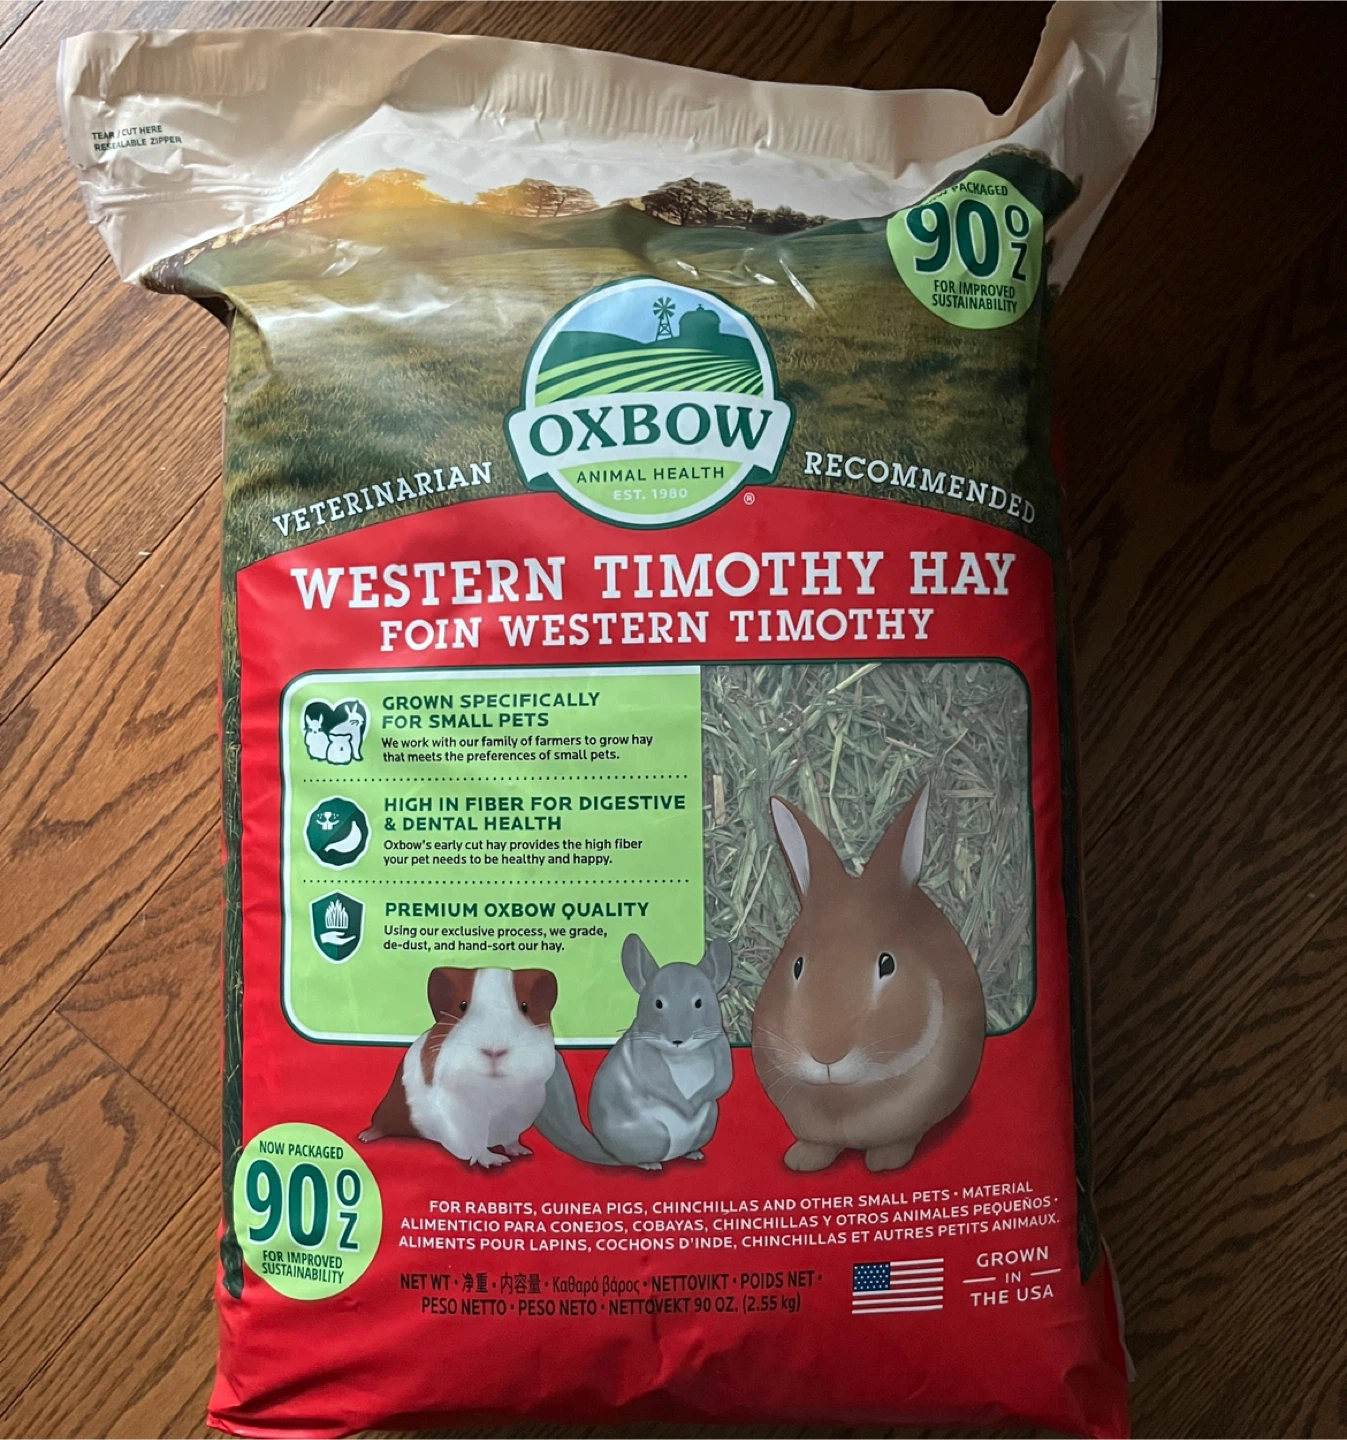 TEAR / CUT HERE
RESEALABLE ZIPPER
PACKAGED
90 OZ
FOR IMPROVED
SUSTAINABILITY
OXBOW
ANIMAL HEALTH
EST. 1980
®
VETERINARIAN RECOMMENDED
WESTERN TIMOTHY HAY
FOIN WESTERN TIMOTHY
GROWN SPECIFICALLY
FOR SMALL PETS
We work with our family of farmers to grow hay
that meets the preferences of small pets.
HIGH IN FIBER FOR DIGESTIVE
& DENTAL HEALTH
Oxbow's early cut hay provides the high fiber
your pet needs to be healthy and happy.
PREMIUM OXBOW QUALITY
Using our exclusive process, we grade,
de-dust, and hand-sort our hay.
NOW PACKAGED
90 OZ
FOR IMPROVED
SUSTAINABILITY
FOR RABBITS, GUINEA PIGS, CHINCHILLAS AND OTHER SMALL PETS • MATERIAL
ALIMENTICIO PARA CONEJOS, COBAYAS, CHINCHILLAS Y OTROS ANIMALES PEQUEÑOS •
ALIMENTS POUR LAPINS, COCHONS D'INDE, CHINCHILLAS ET AUTRES PETITS ANIMAUX.
NET WT • 净重 • 内容量 • Καθαρό βάρος • NETTOVIKT • POIDS NET •
PESO NETTO • PESO NETO • NETTOVEKT 90 OZ. (2.55 kg)
GROWN
IN
THE USA